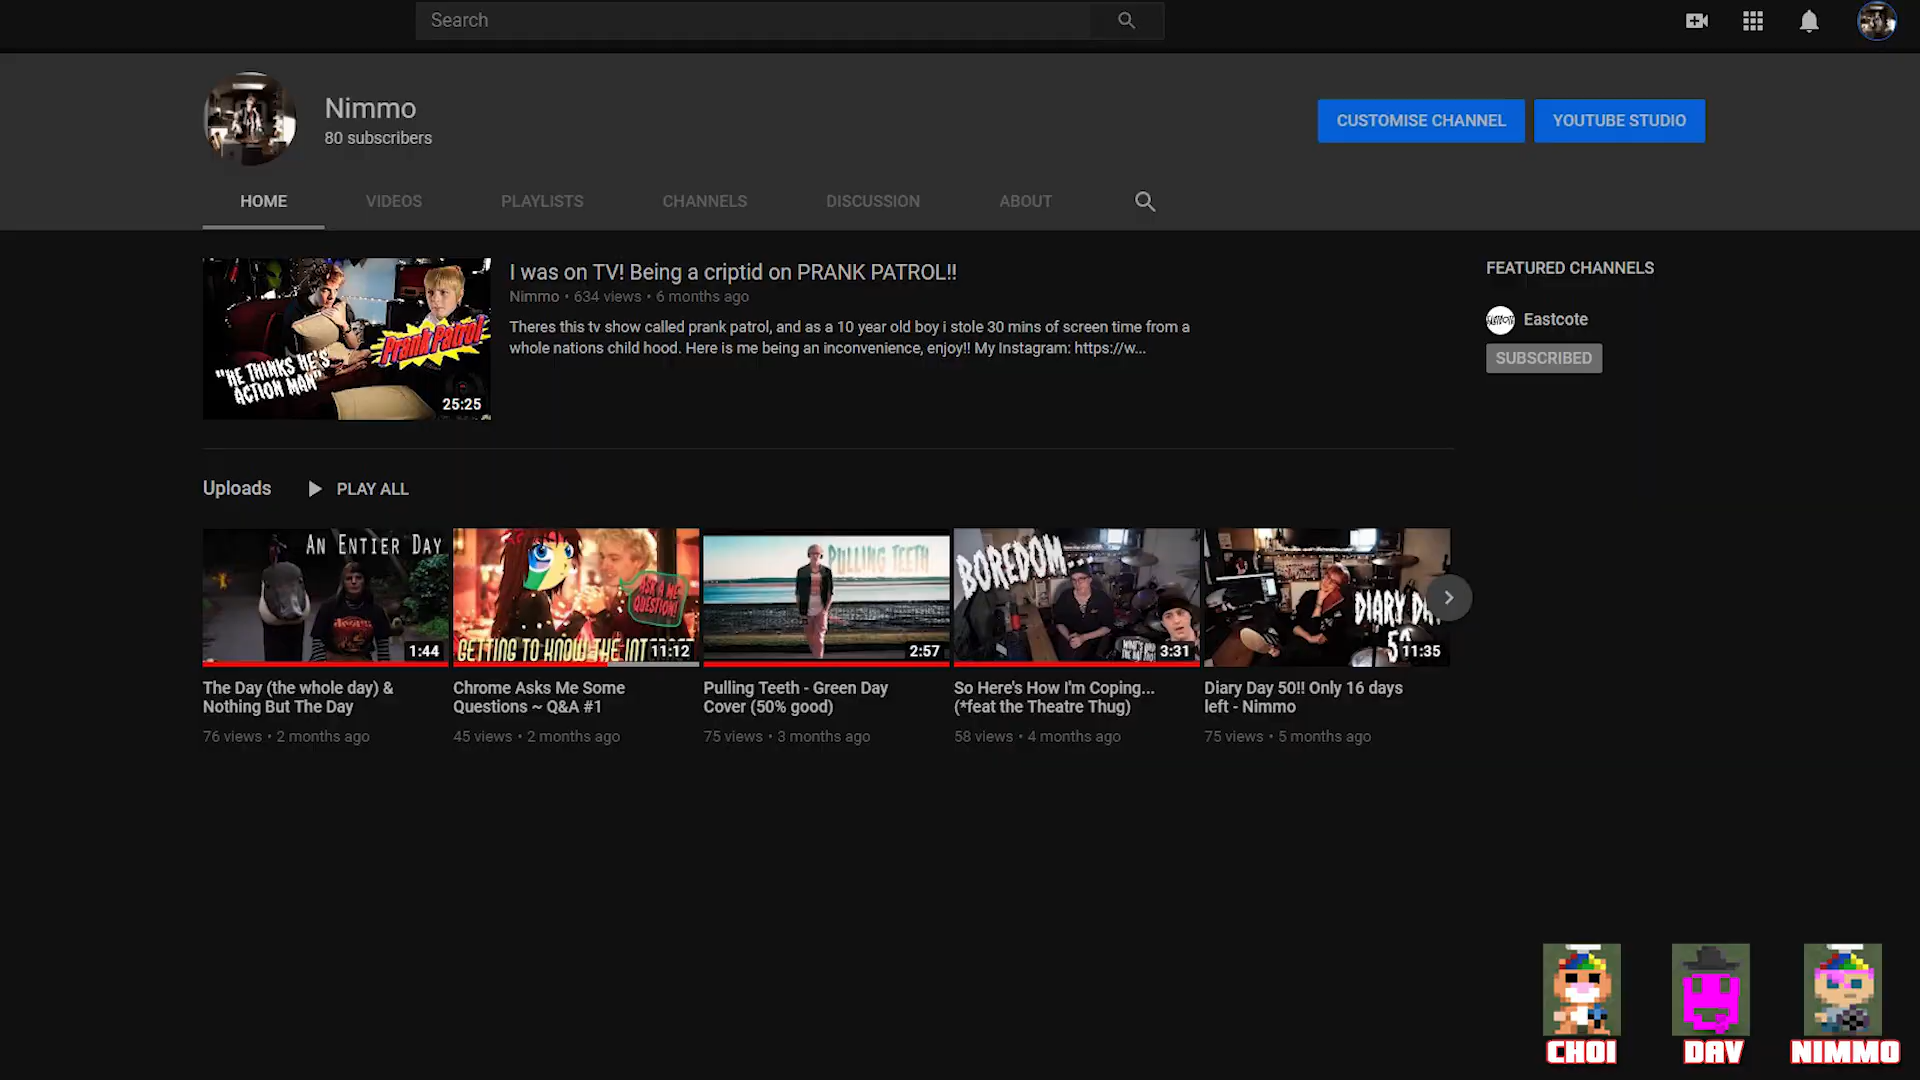 Search
Nimmo
80 subscribers
CUSTOMISE CHANNEL
YOUTUBE STUDIO
HOME
VIDEOS
PLAYLISTS
CHANNELS
DISCUSSION
ABOUT
"HE THINKS HE'S
ACTION MAN"
Prank Patrol
25:25
I was on TV! Being a criptid on PRANK PATROL!!
Nimmo • 634 views • 6 months ago
Theres this tv show called prank patrol, and as a 10 year old boy i stole 30 mins of screen time from a
whole nations child hood. Here is me being an inconvenience, enjoy!! My Instagram: https://w...
FEATURED CHANNELS
EASTCOTE
Eastcote
SUBSCRIBED
Uploads
PLAY ALL
AN ENTIER DAY
1:44
ASK A ME
QUESTION!
GETTING TO KNOW THE INTERNET
11:12
PULLING TEETH
2:57
BOREDOM...
3:31
DIARY DAY
50
11:35
The Day (the whole day) &
Nothing But The Day
76 views • 2 months ago
Chrome Asks Me Some
Questions ~ Q&A #1
45 views • 2 months ago
Pulling Teeth - Green Day
Cover (50% good)
75 views • 3 months ago
So Here's How I'm Coping...
(*feat the Theatre Thug)
58 views • 4 months ago
Diary Day 50!! Only 16 days
left - Nimmo
75 views • 5 months ago
CHOI
DAV
NIMMO